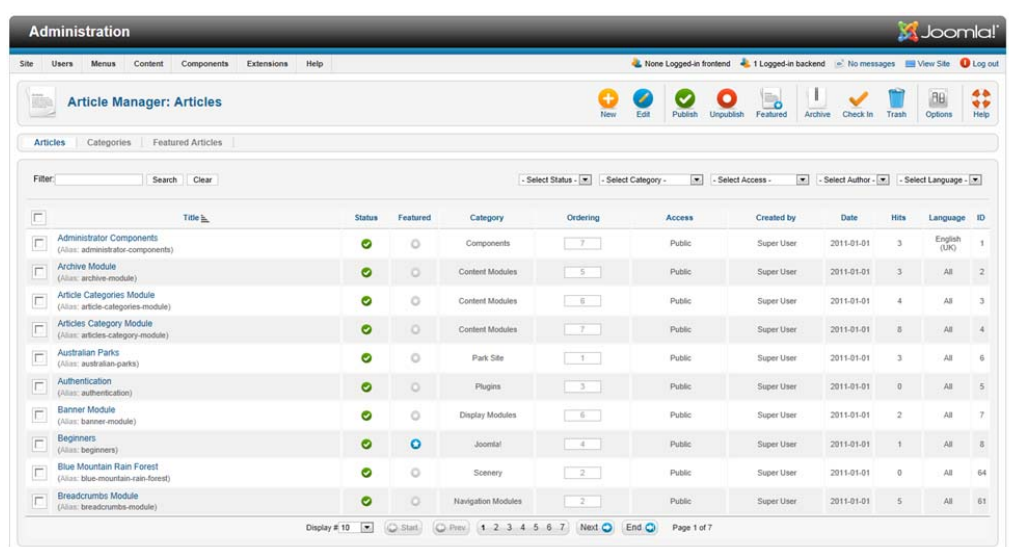 Administration Joomla!
Site Users Menus Content Components Extensions Help None Logged-in frontend 1 Logged-in backend No messages View Site Log out
Article Manager: Articles
New Edit Publish Unpublish Featured Archive Check In Trash Options Help
Articles Categories Featured Articles
Filter: Search Clear - Select Status - - Select Category - - Select Access - - Select Author - - Select Language -
Title Status Featured Category Ordering Access Created by Date Hits Language ID
Administrator Components Components 7 Public Super User 2011-01-01 3 English (UK) 1
(Alias: administrator-components)
Archive Module Content Modules 5 Public Super User 2011-01-01 3 All 2
(Alias: archive-module)
Article Categories Module Content Modules 6 Public Super User 2011-01-01 4 All 3
(Alias: article-categories-module)
Articles Category Module Content Modules 7 Public Super User 2011-01-01 8 All 4
(Alias: articles-category-module)
Australian Parks Park Site 1 Public Super User 2011-01-01 3 All 6
(Alias: australian-parks)
Authentication Plugins 3 Public Super User 2011-01-01 0 All 5
(Alias: authentication)
Banner Module Display Modules 6 Public Super User 2011-01-01 2 All 7
(Alias: banner-module)
Beginners Joomla! 4 Public Super User 2011-01-01 1 All 8
(Alias: beginners)
Blue Mountain Rain Forest Scenery 2 Public Super User 2011-01-01 0 All 64
(Alias: blue-mountain-rain-forest)
Breadcrumbs Module Navigation Modules 2 Public Super User 2011-01-01 5 All 61
(Alias: breadcrumbs-module)
Display # 10 Start Prev 1 2 3 4 5 6 7 Next End Page 1 of 7